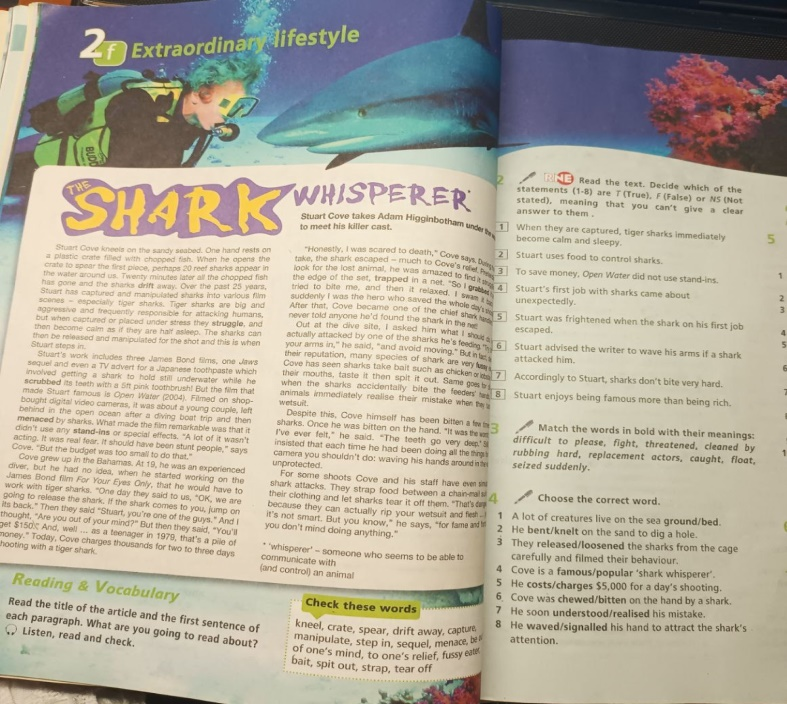 2f Extraordinary lifestyle
THE
SHARK WHISPERER*
Stuart Cove takes Adam Higginbotham under the
to meet his killer cast.
Stuart Cove kneels on the sandy seabed. One hand rests on
a plastic crate filled with chopped fish. When he opens the
crate to spear the first piece, perhaps 20 reef sharks appear in
the water around us. Twenty minutes later all the chopped fish
has gone and the sharks drift away. Over the past 25 years,
Stuart has captured and manipulated sharks into various film
scenes – especially tiger sharks. Tiger sharks are big and
aggressive and frequently responsible for attacking humans,
but when captured or placed under stress they struggle, and
then become calm as if they are half asleep. The sharks can
then be released and manipulated for the shoot and this is when
Stuart steps in.
Stuart's work includes three James Bond films, one Jaws
sequel and even a TV advert for a Japanese toothpaste which
involved getting a shark to hold still underwater while he
scrubbed its teeth with a 5ft pink toothbrush! But the film that
made Stuart famous is Open Water (2004). Filmed on shop-
bought digital video cameras, it was about a young couple, left
behind in the open ocean after a diving boat trip and then
menaced by sharks. What made the film remarkable was that it
didn't use any stand-ins or special effects. "A lot of it wasn't
acting. It was real fear. It should have been stunt people," says
Cove. "But the budget was too small to do that."
Cove grew up in the Bahamas. At 19, he was an experienced
diver, but he had no idea, when he started working on the
James Bond film For Your Eyes Only, that he would have to
work with tiger sharks. "One day they said to us, "OK, we are
going to release the shark. If the shark comes to you, jump on
its back." Then they said "Stuart, you're one of the guys." And I
thought, "Are you out of your mind?" But then they said, "You'll
get $150!" And, well ... as a teenager in 1979, that's a pile of
money." Today, Cove charges thousands for two to three days
shooting with a tiger shark.
"Honestly, I was scared to death," Cove says.
take, the shark escaped – much to Cove's relief.
look for the lost animal, he was amazed to find it
the edge of the set, trapped in a net. "So I grabbed
tried to bite me, and then it relaxed. I swam it
suddenly I was the hero who saved the whole day's
After that, Cove became one of the chief shark
never told anyone he'd found the shark in the net!
Out at the dive site, I asked him what I should do
actually attacked by one of the sharks he's feeding.
your arms in," he said, "and avoid moving." But in fact,
their reputation, many species of shark are very fussy
Cove has seen sharks take bait such as chicken or
their mouths, taste it then spit it out. Same goes
when the sharks accidentally bite the feeders'
animals immediately realise their mistake when they
wetsuit.
Despite this, Cove himself has been bitten a few
sharks. Once he was bitten on the hand. "It was the
I've ever felt," he said. "The teeth go very deep."
insisted that each time he had been doing all the things
camera you shouldn't do: waving his hands around in the
unprotected.
For some shoots Cove and his staff have even
shark attacks. They strap food between a chain-mail
their clothing and let sharks tear it off them. "That's
because they can actually rip your wetsuit and flesh ...
it's not smart. But you know," he says, "for fame and
you don't mind doing anything."
* 'whisperer' – someone who seems to be able to
communicate with
(and control) an animal
Reading & Vocabulary
Read the title of the article and the first sentence of
each paragraph. What are you going to read about?
Listen, read and check.
Check these words
kneel, crate, spear, drift away, capture,
manipulate, step in, sequel, menace, be
of one's mind, to one's relief, fussy eater,
bait, spit out, strap, tear off
2 RNE Read the text. Decide which of the
statements (1-8) are T (True), F (False) or NS (Not
stated), meaning that you can't give a clear
answer to them .
1 When they are captured, tiger sharks immediately
become calm and sleepy.
2 Stuart uses food to control sharks.
3 To save money, Open Water did not use stand-ins.
4 Stuart's first job with sharks came about
unexpectedly.
5 Stuart was frightened when the shark on his first job
escaped.
6 Stuart advised the writer to wave his arms if a shark
attacked him.
7 Accordingly to Stuart, sharks don't bite very hard.
8 Stuart enjoys being famous more than being rich.
3 Match the words in bold with their meanings:
difficult to please, fight, threatened, cleaned by
rubbing hard, replacement actors, caught, float,
seized suddenly.
4 Choose the correct word.
1 A lot of creatures live on the sea ground/bed.
2 He bent/knelt on the sand to dig a hole.
3 They released/loosened the sharks from the cage
carefully and filmed their behaviour.
4 Cove is a famous/popular 'shark whisperer'.
5 He costs/charges $5,000 for a day's shooting.
6 Cove was chewed/bitten on the hand by a shark.
7 He soon understood/realised his mistake.
8 He waved/signalled his hand to attract the shark's
attention.
5
1
2
3
4
5
6
7
1